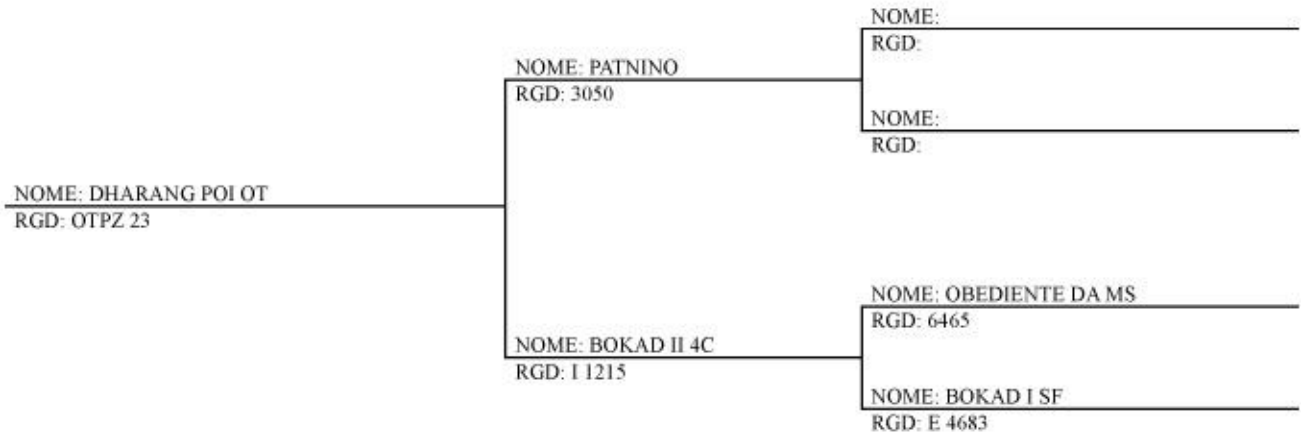 NOME:
RGD:
NOME: PATNINO
RGD: 3050
NOME:
RGD:
NOME: DHARANG POI OT
RGD: OTPZ 23
NOME: OBEDIENTE DA MS
RGD: 6465
NOME: BOKAD II 4C
RGD: I 1215
NOME: BOKAD I SF
RGD: E 4683